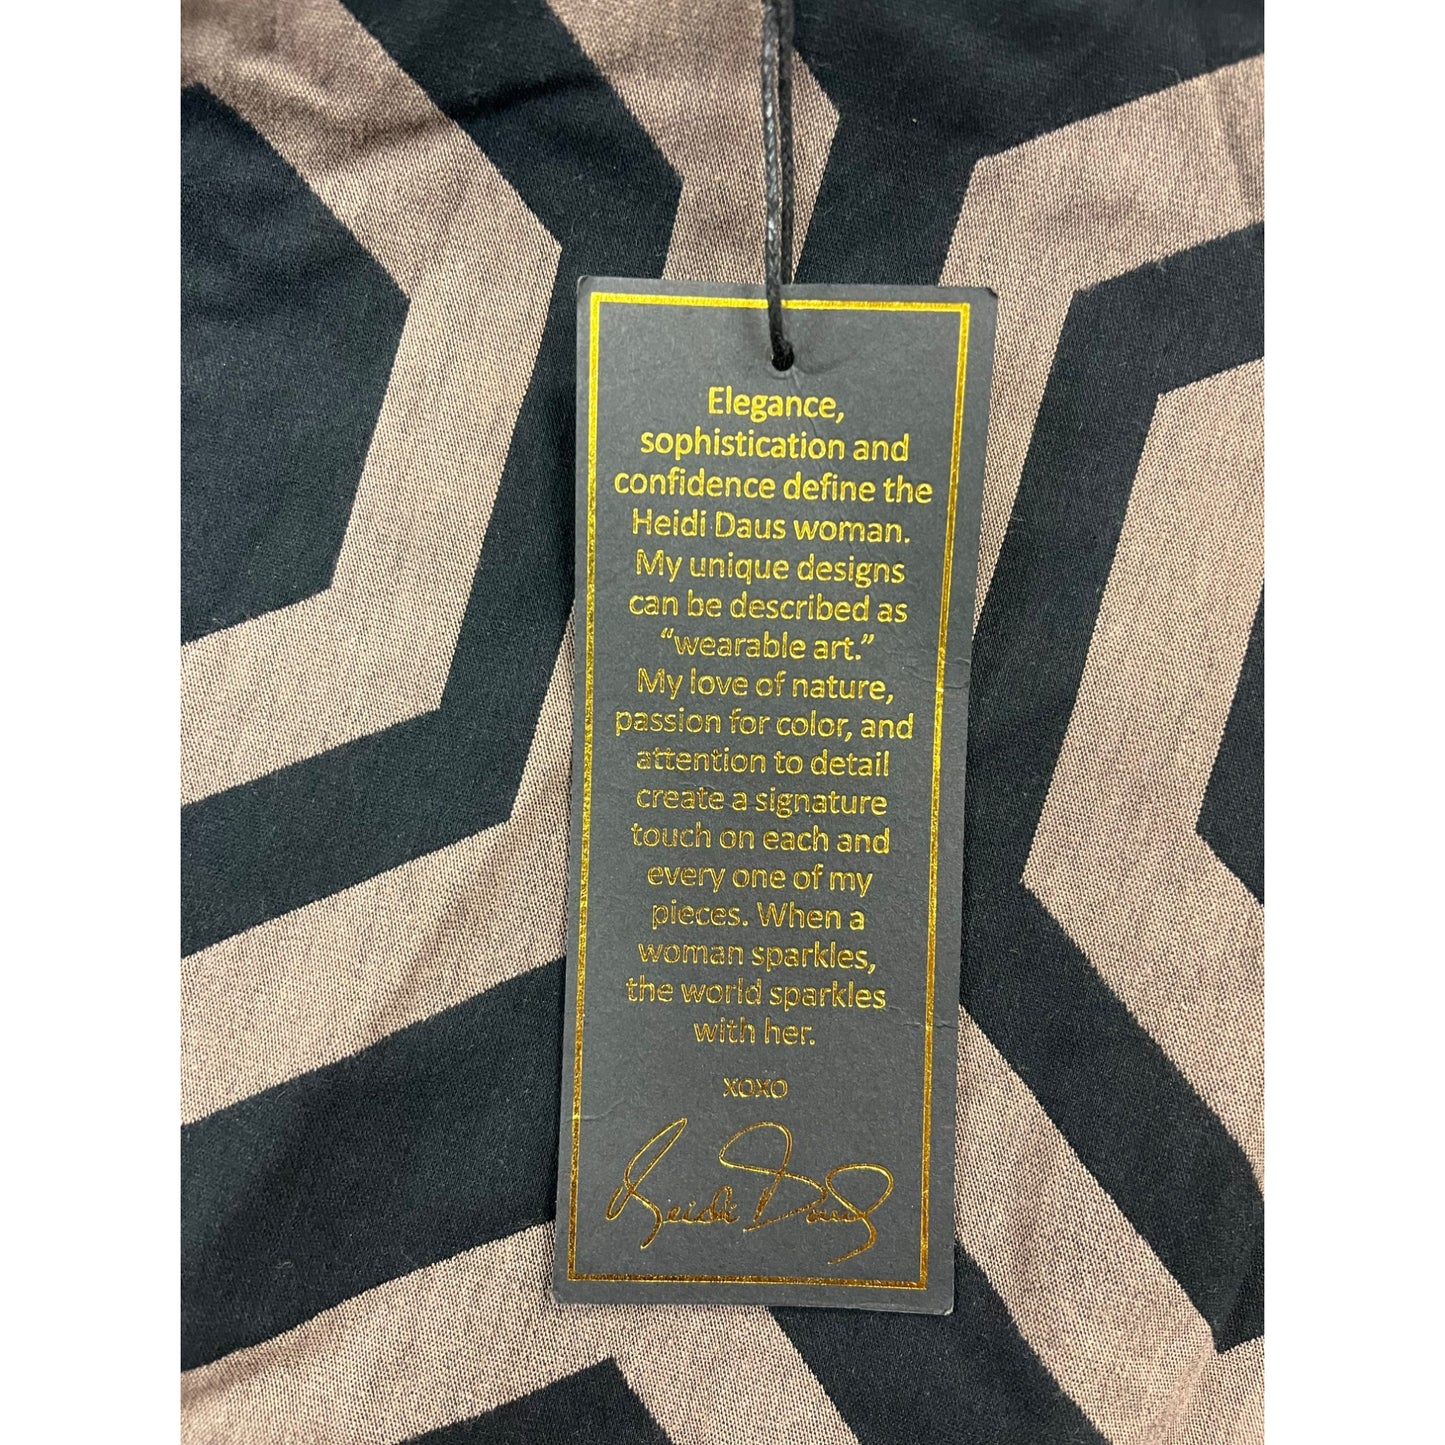 Elegance,
sophistication and
confidence define the
Heidi Daus woman.
My unique designs
can be described as
“wearable art.”
My love of nature,
passion for color, and
attention to detail
create a signature
touch on each and
every one of my
pieces. When a
woman sparkles,
the world sparkles
with her.
xoxo
Heidi Daus